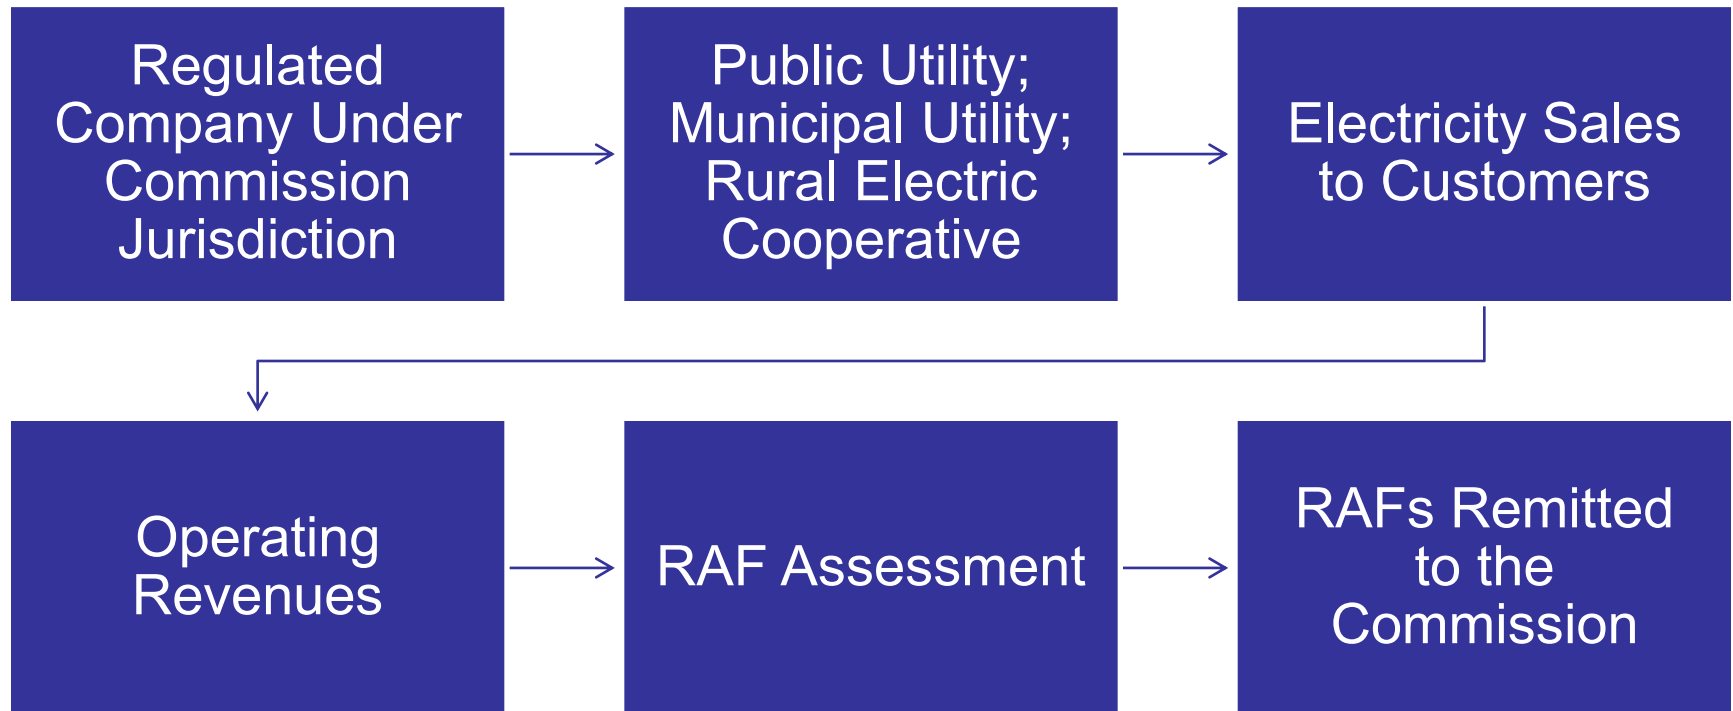 Regulated
Company Under
Commission
Jurisdiction
Public Utility;
Municipal Utility;
Rural Electric
Cooperative
Electricity Sales
to Customers
Operating
Revenues
RAF Assessment
RAFs Remitted
to the
Commission